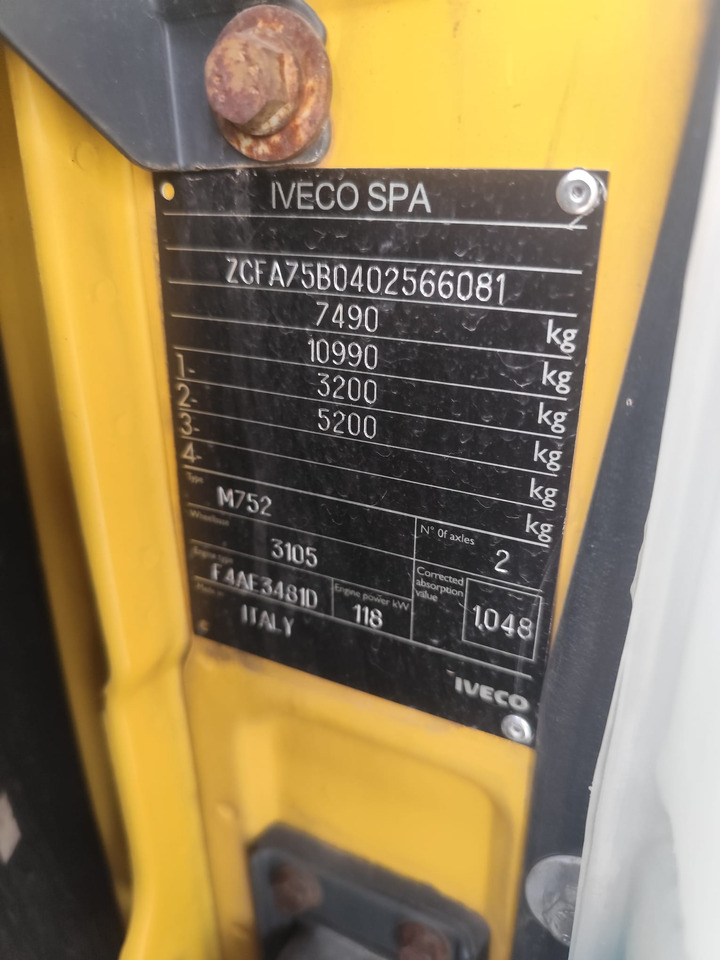 IVECO SPA
ZCFA75B0402566081
7490 kg
10990 kg
1- 3200 kg
2- 5200 kg
3- kg
4- kg
Type
M752
N° Of axles 2
Wheelbase
3105
Engine type
F4AE3481D
Engine power kW
118
Corrected absorption value
1.048
Made in
ITALY
IVECO